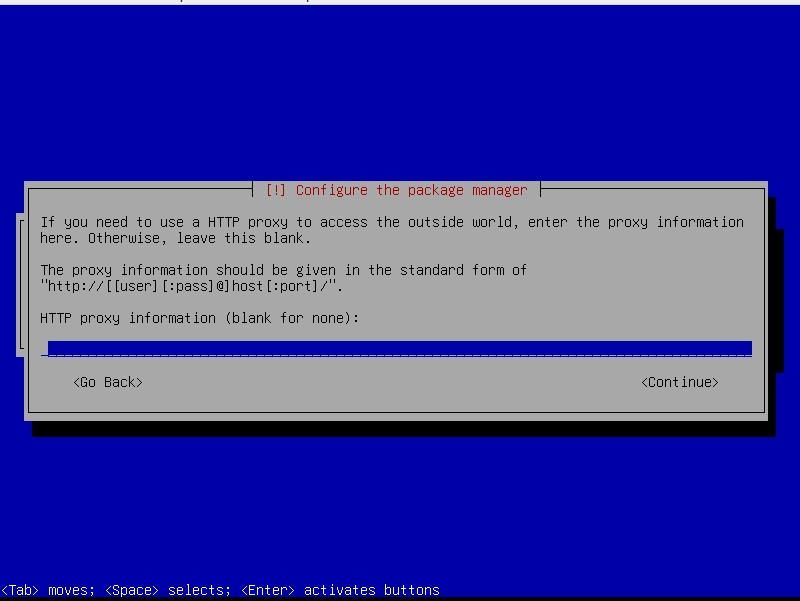 [!] Configure the package manager
If you need to use a HTTP proxy to access the outside world, enter the proxy information
here. Otherwise, leave this blank.
The proxy information should be given in the standard form of
"http://[[user][:pass]@]host[:port]/".
HTTP proxy information (blank for none):
<Go Back> <Continue>
<Tab> moves; <Space> selects; <Enter> activates buttons